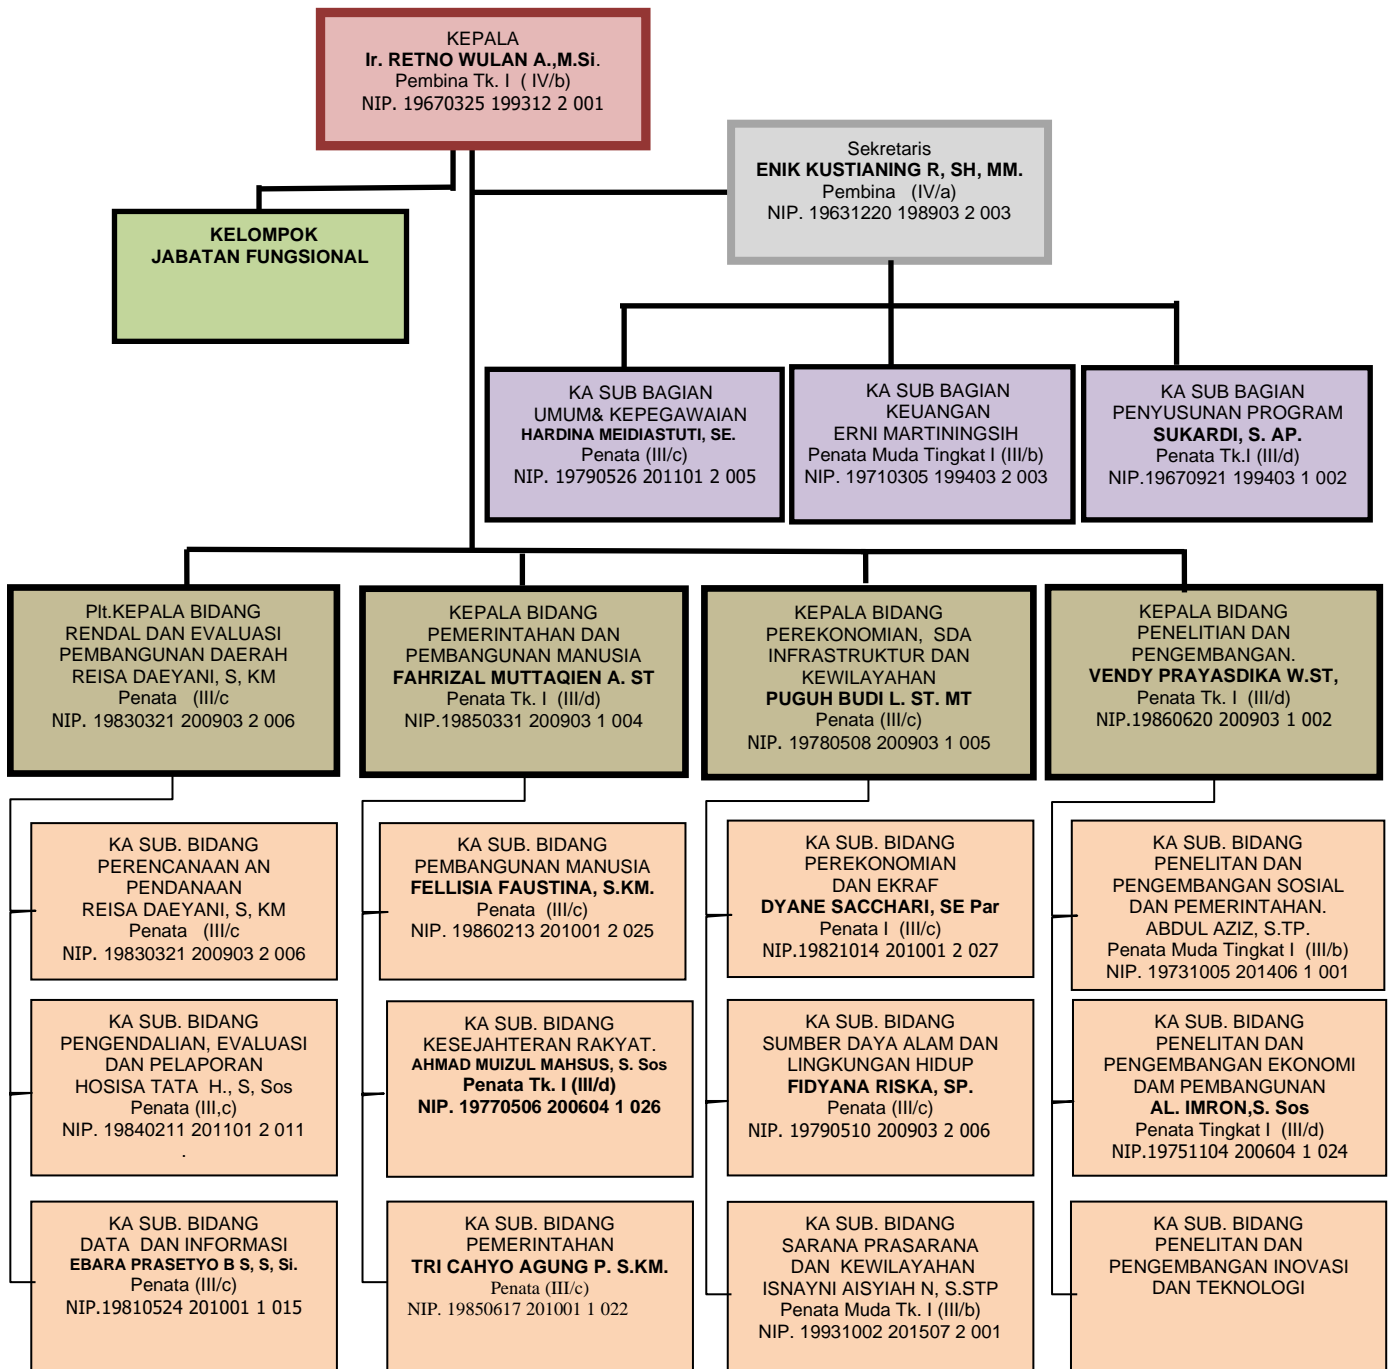 KEPALA
Ir. RETNO WULAN A.,M.Si.
Pembina Tk. I ( IV/b)
NIP. 19670325 199312 2 001
Sekretaris
ENIK KUSTIANING R, SH, MM.
Pembina (IV/a)
NIP. 19631220 198903 2 003
KELOMPOK
JABATAN FUNGSIONAL
KA SUB BAGIAN
UMUM& KEPEGAWAIAN
HARDINA MEIDIASTUTI, SE.
Penata (III/c)
NIP. 19790526 201101 2 005
KA SUB BAGIAN
KEUANGAN
ERNI MARTININGSIH
Penata Muda Tingkat I (III/b)
NIP. 19710305 199403 2 003
KA SUB BAGIAN
PENYUSUNAN PROGRAM
SUKARDI, S. AP.
Penata Tk.I (III/d)
NIP.19670921 199403 1 002
Plt.KEPALA BIDANG
RENDAL DAN EVALUASI
PEMBANGUNAN DAERAH
REISA DAEYANI, S, KM
Penata (III/c
NIP. 19830321 200903 2 006
KEPALA BIDANG
PEMERINTAHAN DAN
PEMBANGUNAN MANUSIA
FAHRIZAL MUTTAQIEN A. ST
Penata Tk. I (III/d)
NIP.19850331 200903 1 004
KEPALA BIDANG
PEREKONOMIAN, SDA
INFRASTRUKTUR DAN
KEWILAYAHAN
PUGUH BUDI L. ST. MT
Penata (III/c)
NIP. 19780508 200903 1 005
KEPALA BIDANG
PENELITIAN DAN
PENGEMBANGAN.
VENDY PRAYASDIKA W.ST,
Penata Tk. I (III/d)
NIP.19860620 200903 1 002
KA SUB. BIDANG
PERENCANAAN AN
PENDANAAN
REISA DAEYANI, S, KM
Penata (III/c
NIP. 19830321 200903 2 006
KA SUB. BIDANG
PEMBANGUNAN MANUSIA
FELLISIA FAUSTINA, S.KM.
Penata (III/c)
NIP. 19860213 201001 2 025
KA SUB. BIDANG
PEREKONOMIAN
DAN EKRAF
DYANE SACCHARI, SE Par
Penata I (III/c)
NIP.19821014 201001 2 027
KA SUB. BIDANG
PENELITAN DAN
PENGEMBANGAN SOSIAL
DAN PEMERINTAHAN.
ABDUL AZIZ, S.TP.
Penata Muda Tingkat I (III/b)
NIP. 19731005 201406 1 001
KA SUB. BIDANG
PENGENDALIAN, EVALUASI
DAN PELAPORAN
HOSISA TATA H., S, Sos
Penata (III,c)
NIP. 19840211 201101 2 011
.
KA SUB. BIDANG
KESEJAHTERAN RAKYAT.
AHMAD MUIZUL MAHSUS, S. Sos
Penata Tk. I (III/d)
NIP. 19770506 200604 1 026
KA SUB. BIDANG
SUMBER DAYA ALAM DAN
LINGKUNGAN HIDUP
FIDYANA RISKA, SP.
Penata (III/c)
NIP. 19790510 200903 2 006
KA SUB. BIDANG
PENELITAN DAN
PENGEMBANGAN EKONOMI
DAM PEMBANGUNAN
AL. IMRON,S. Sos
Penata Tingkat I (III/d)
NIP.19751104 200604 1 024
KA SUB. BIDANG
DATA DAN INFORMASI
EBARA PRASETYO B S, S, Si.
Penata (III/c)
NIP.19810524 201001 1 015
KA SUB. BIDANG
PEMERINTAHAN
TRI CAHYO AGUNG P. S.KM.
Penata (III/c)
NIP. 19850617 201001 1 022
KA SUB. BIDANG
SARANA PRASARANA
DAN KEWILAYAHAN
ISNAYNI AISYIAH N, S.STP
Penata Muda Tk. I (III/b)
NIP. 19931002 201507 2 001
KA SUB. BIDANG
PENELITAN DAN
PENGEMBANGAN INOVASI
DAN TEKNOLOGI